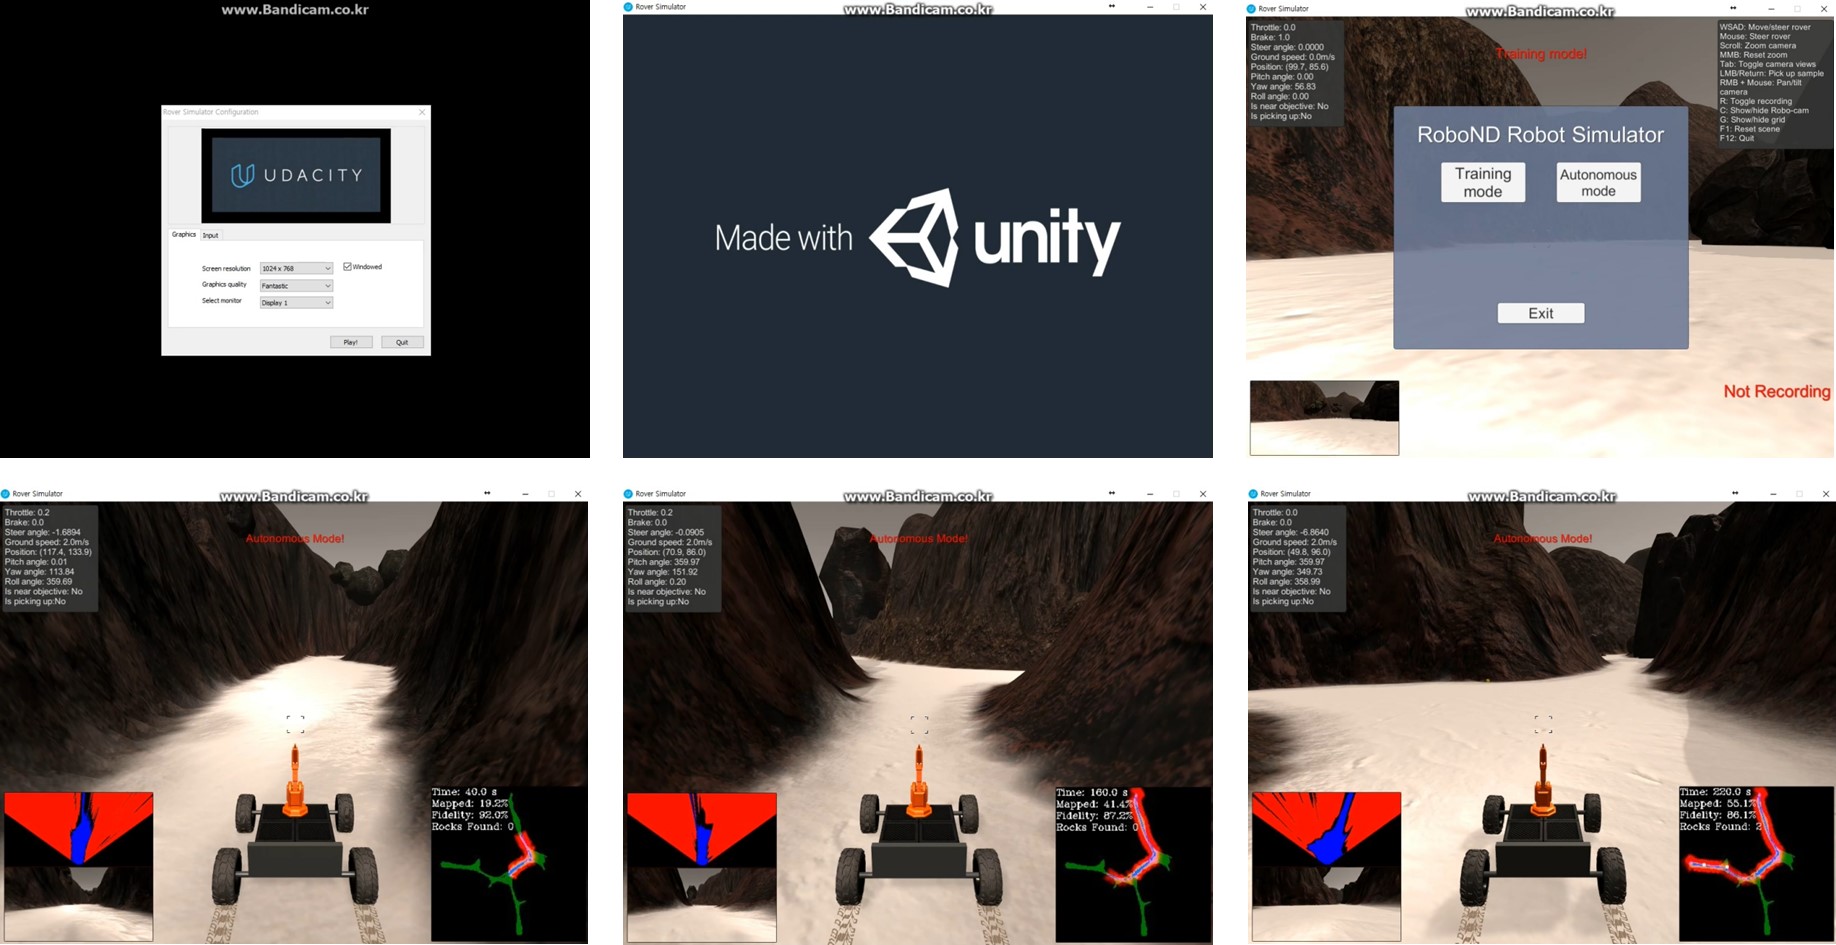 www.Bandicam.co.kr
Rover Simulator Configuration
UDACITY
Graphics
Input
Screen resolution
1024 x 768
Windowed
Graphics quality
Fantastic
Select monitor
Display 1
Play!
Quit
Rover Simulator
www.Bandicam.co.kr
Made with unity
Rover Simulator
www.Bandicam.co.kr
Throttle: 0.0
Brake: 1.0
Steer angle: 0.0000
Ground speed: 0.0m/s
Position: (99.7, 85.6)
Pitch angle: 0.00
Yaw angle: 56.83
Roll angle: 0.00
Is near objective: No
Is picking up:No
Training mode!
WSAD: Move/steer rover
Mouse: Steer rover
Scroll: Zoom camera
MMB: Reset zoom
Tab: Toggle camera views
LMB/Return: Pick up sample
RMB + Mouse: Pan/tilt
camera
R: Toggle recording
C: Show/hide Robo-cam
G: Show/hide grid
F1: Reset scene
F12: Quit
RoboND Robot Simulator
Training
mode
Autonomous
mode
Exit
Not Recording
Rover Simulator
www.Bandicam.co.kr
Throttle: 0.2
Brake: 0.0
Steer angle: -1.6894
Ground speed: 2.0m/s
Position: (117.4, 133.9)
Pitch angle: 0.01
Yaw angle: 113.84
Roll angle: 359.69
Is near objective: No
Is picking up:No
Autonomous Mode!
Time: 40.0 s
Mapped: 19.2%
Fidelity: 92.0%
Rocks Found: 0
Rover Simulator
www.Bandicam.co.kr
Throttle: 0.2
Brake: 0.0
Steer angle: -0.0905
Ground speed: 2.0m/s
Position: (70.9, 86.0)
Pitch angle: 359.97
Yaw angle: 151.92
Roll angle: 0.20
Is near objective: No
Is picking up:No
Autonomous Mode!
Time: 160.0 s
Mapped: 41.4%
Fidelity: 87.2%
Rocks Found: 0
Rover Simulator
www.Bandicam.co.kr
Throttle: 0.0
Brake: 0.0
Steer angle: -6.8640
Ground speed: 2.0m/s
Position: (49.8, 96.0)
Pitch angle: 359.97
Yaw angle: 349.73
Roll angle: 358.99
Is near objective: No
Is picking up:No
Autonomous Mode!
Time: 220.0 s
Mapped: 55.1%
Fidelity: 86.1%
Rocks Found: 2